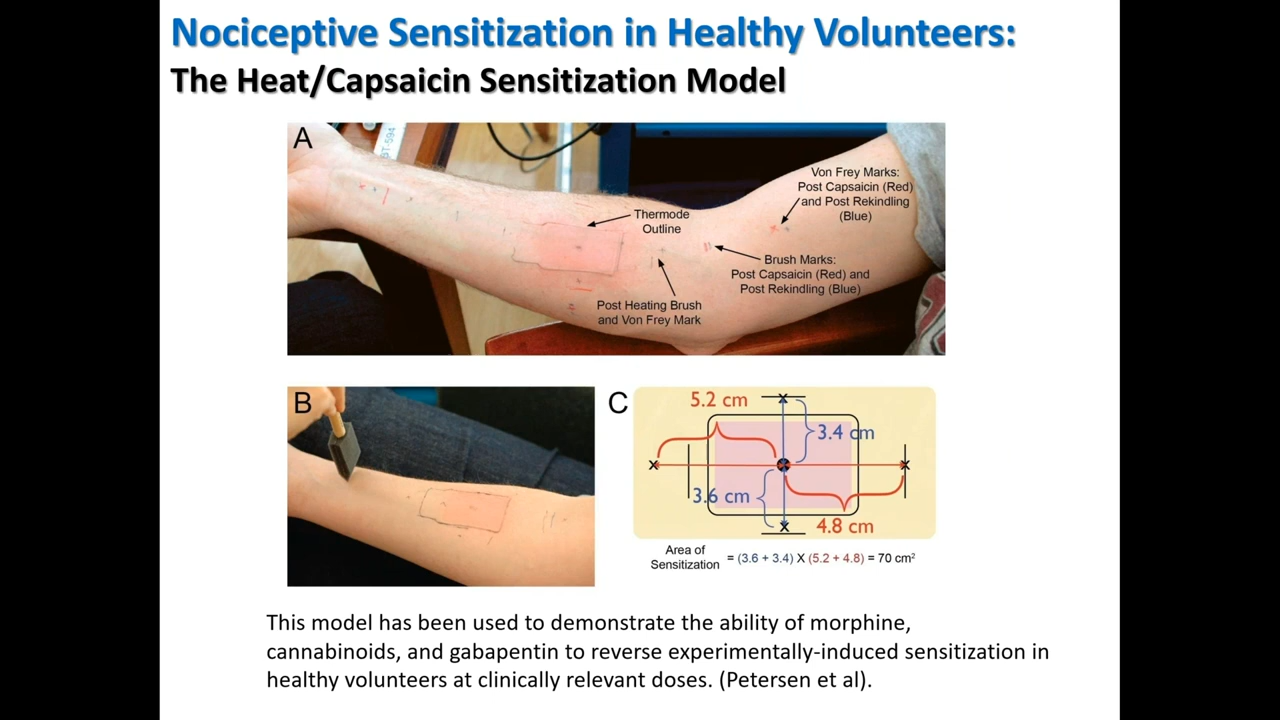 Nociceptive Sensitization in Healthy Volunteers:
The Heat/Capsaicin Sensitization Model
A
BT-594
Von Frey Marks:
Post Capsaicin (Red)
and Post Rekindling
(Blue)
Thermode
Outline
Brush Marks:
Post Capsaicin (Red) and
Post Rekindling (Blue)
Post Heating Brush
and Von Frey Mark
B
C
5.2 cm
3.4 cm
3.6 cm
4.8 cm
Area of
Sensitization
= (3.6 + 3.4) X (5.2 + 4.8) = 70 cm²
This model has been used to demonstrate the ability of morphine,
cannabinoids, and gabapentin to reverse experimentally-induced sensitization in
healthy volunteers at clinically relevant doses. (Petersen et al).